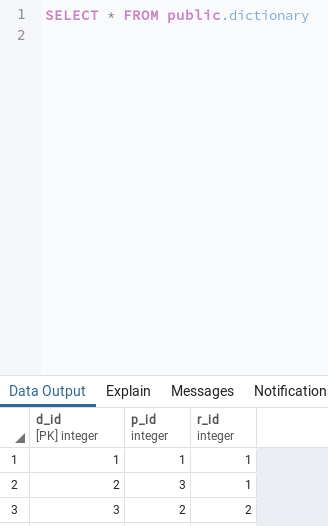 1 SELECT * FROM public.dictionary
2
Data Output Explain Messages Notification
d_id p_id r_id
[PK] integer integer integer
1 1 1 1
2 2 3 1
3 3 2 2